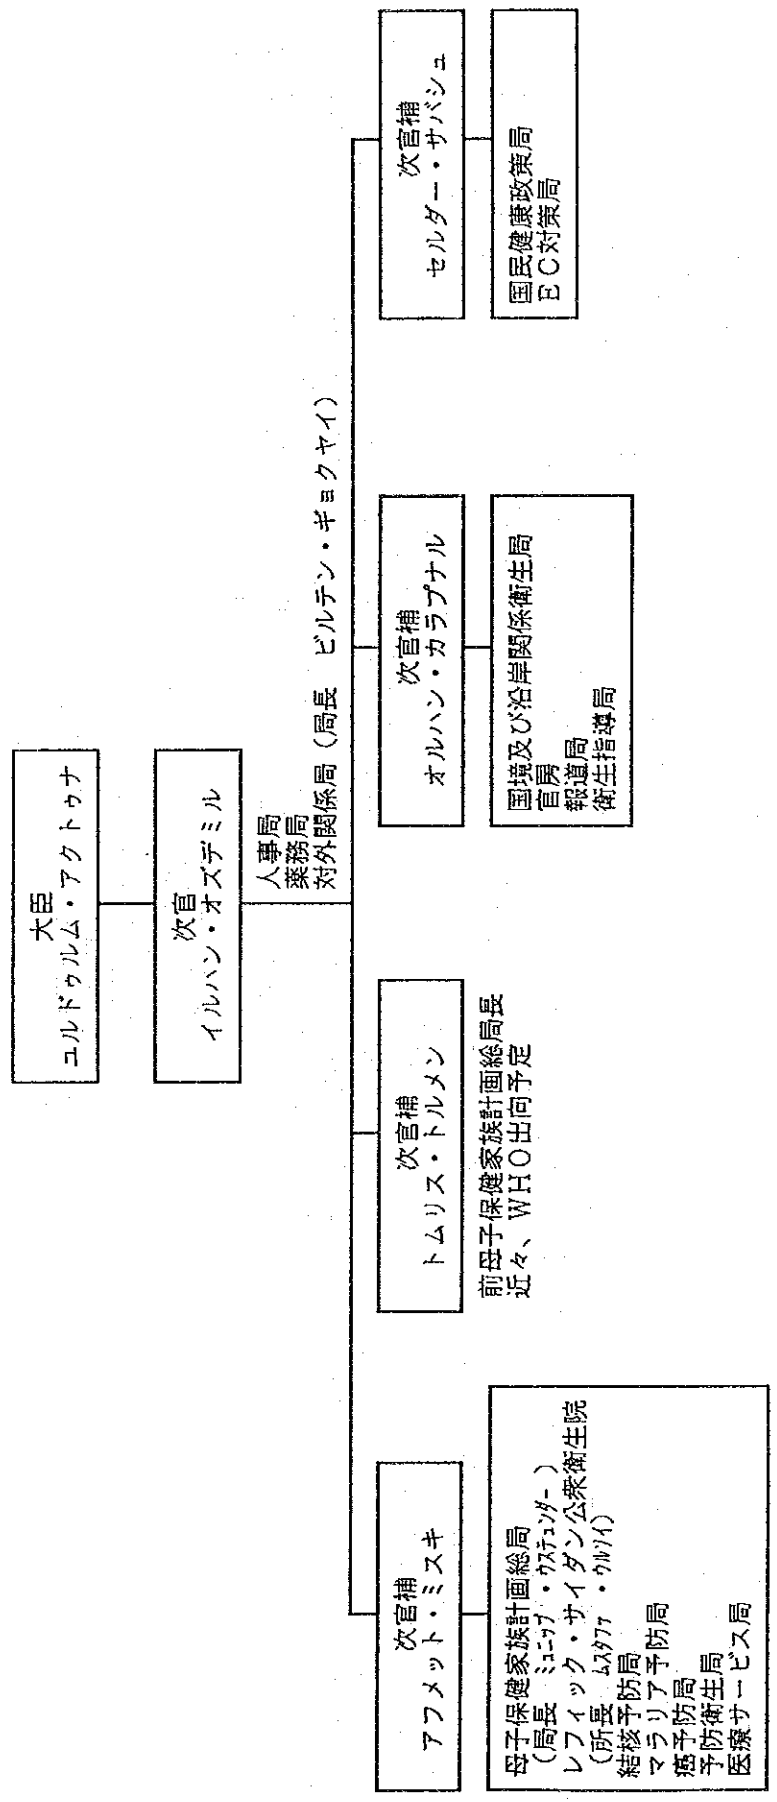 大臣
ユルドゥルム・アクトゥナ
次官
イルハン・オズデミル
人事局
薬務局
対外関係局（局長　ビルテン・ギョクヤイ）
次官補
アフメット・ミスキ
母子保健家族計画総局
（局長　ミュニップ・ウステュンダー）
レフィック・サイダン公衆衛生院
（所長　ムスタファ・ウルソイ）
結核予防局
マラリア予防局
癌予防局
予防衛生局
医療サービス局
次官補
トムリス・トルメン
前母子保健家族計画総局長
近々、WHO出向予定
次官補
オルハン・カラプナル
国境及び沿岸関係衛生局
官房
報道局
衛生指導局
次官補
セルダー・サバシュ
国民健康政策局
EC対策局